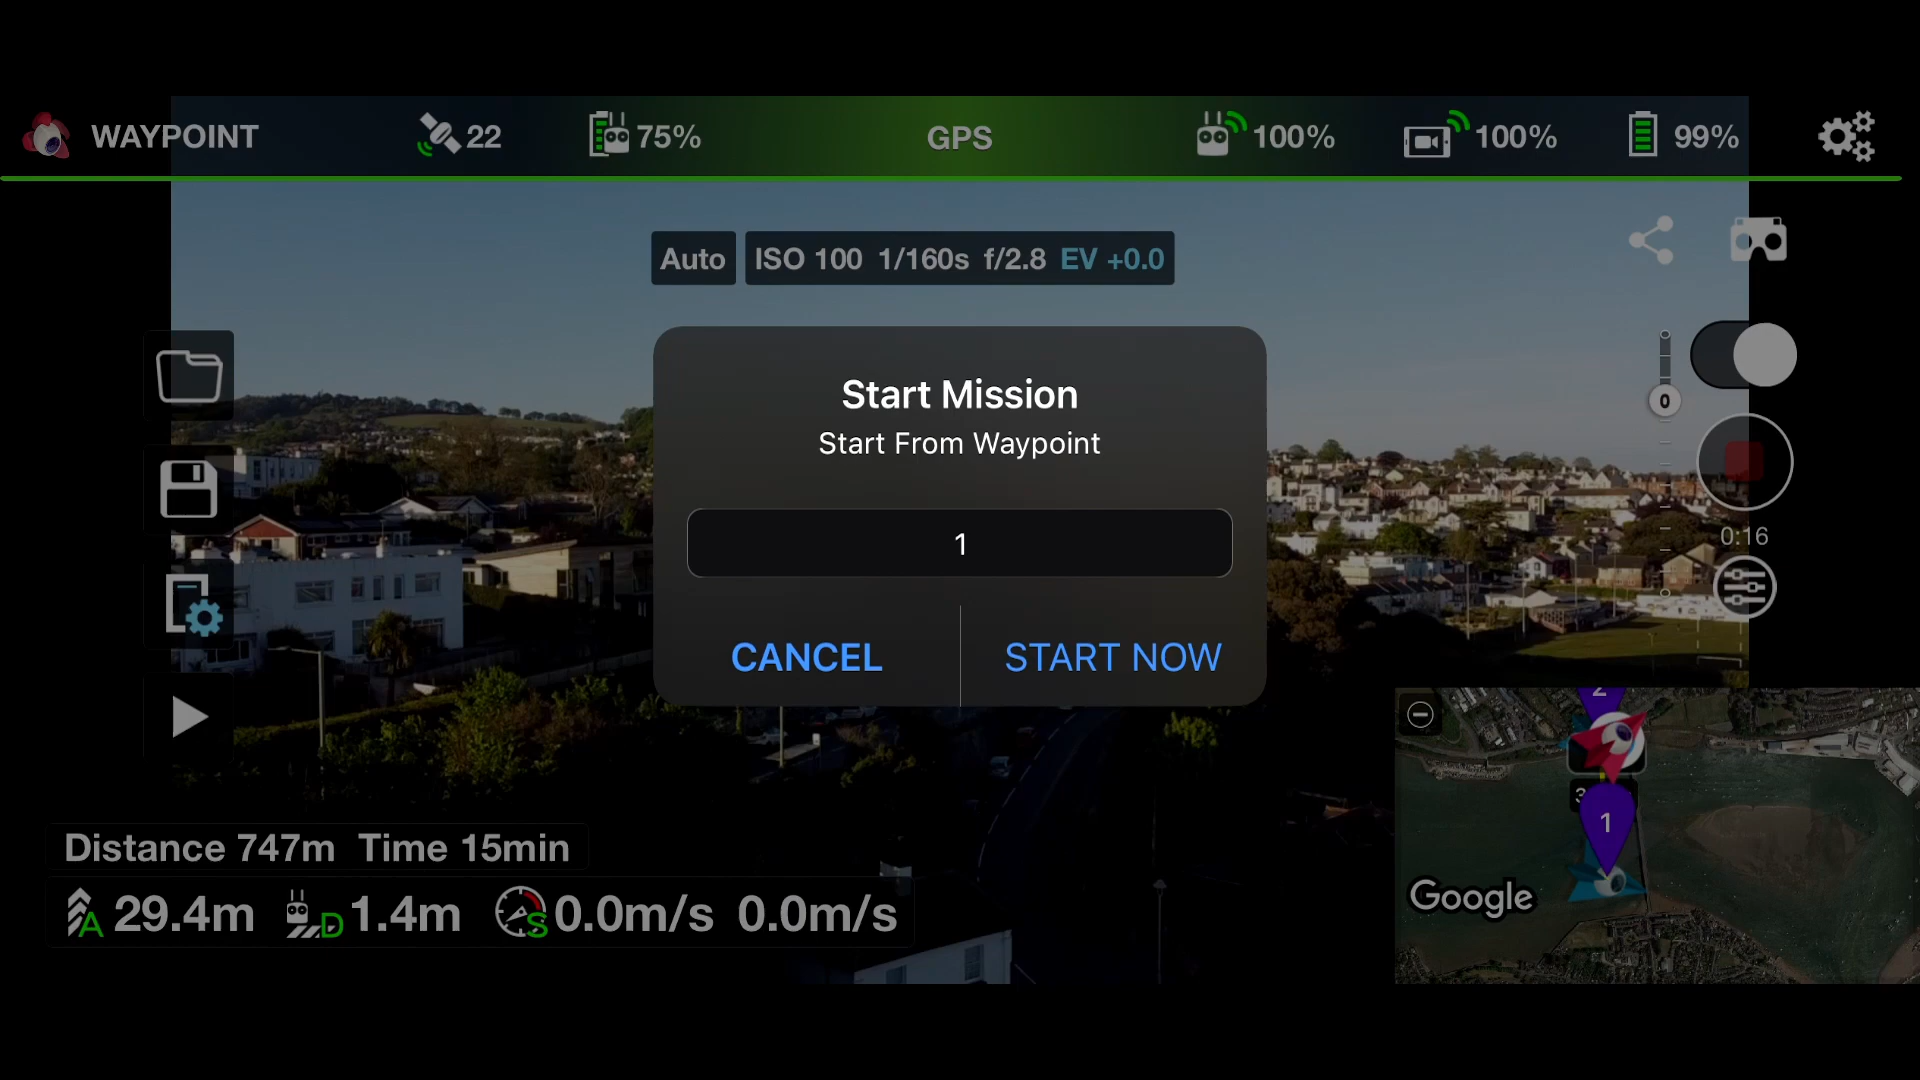 WAYPOINT 22 75% GPS 100% 100% 99%
Auto ISO 100 1/160s f/2.8 EV +0.0
Start Mission
Start From Waypoint
0
1
0:16
CANCEL START NOW
2
3
1
Distance 747m Time 15min
A 29.4m D 1.4m S 0.0m/s 0.0m/s
Google